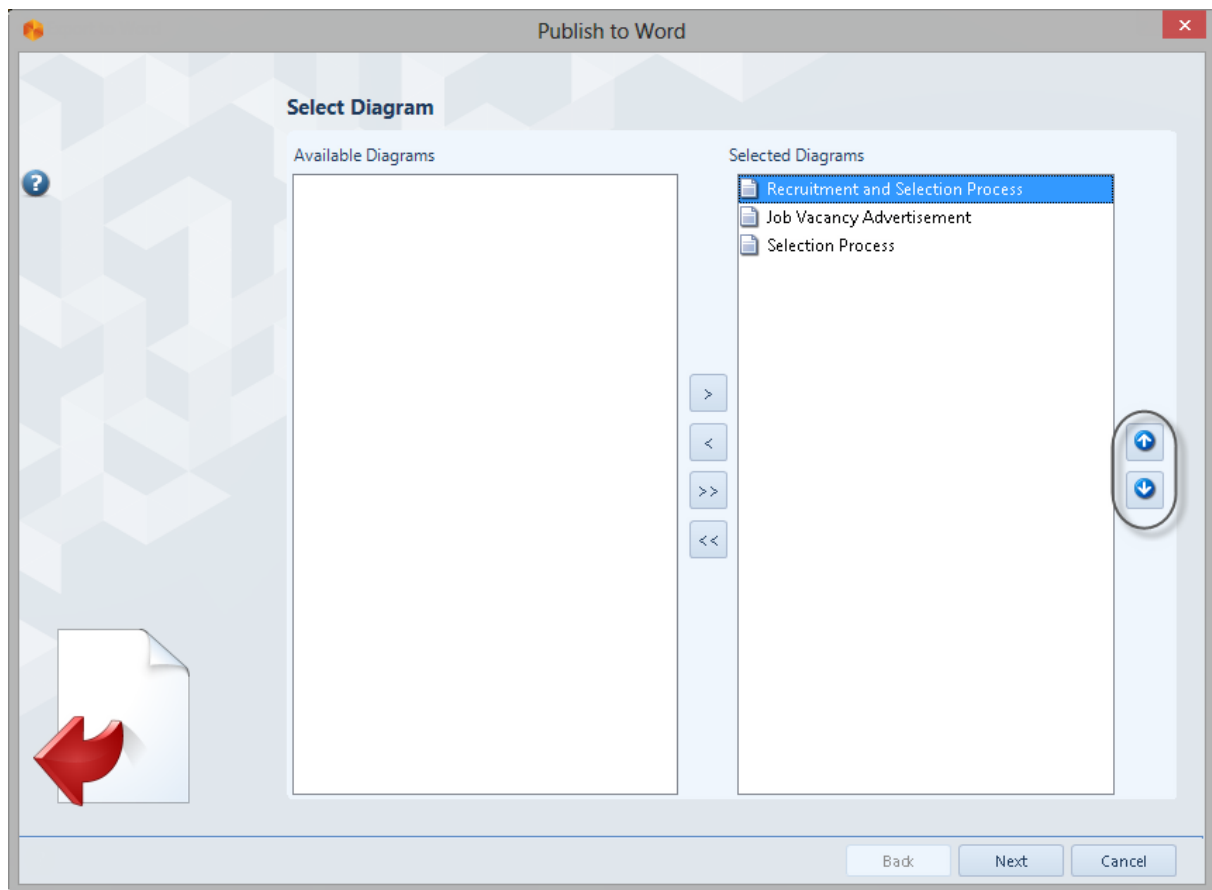 Publish to Word
Select Diagram
Available Diagrams
Selected Diagrams
Recruitment and Selection Process
Job Vacancy Advertisement
Selection Process
?
>
<
>>
<<
Back
Next
Cancel